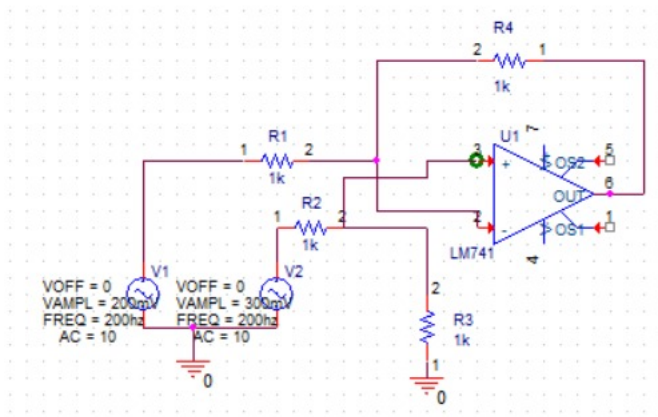 R4
2 1
1k
U1
7
R1
3
5
1 2
+
OS2
1k
6
R2
OUT
1 2
2
1
1k
-
OS1
LM741
4
V1
V2
2
VOFF = 0
VOFF = 0
VAMPL = 200mV
VAMPL = 300mV
R3
FREQ = 200hz
FREQ = 200hz
1k
AC = 10
AC = 10
1
0
0